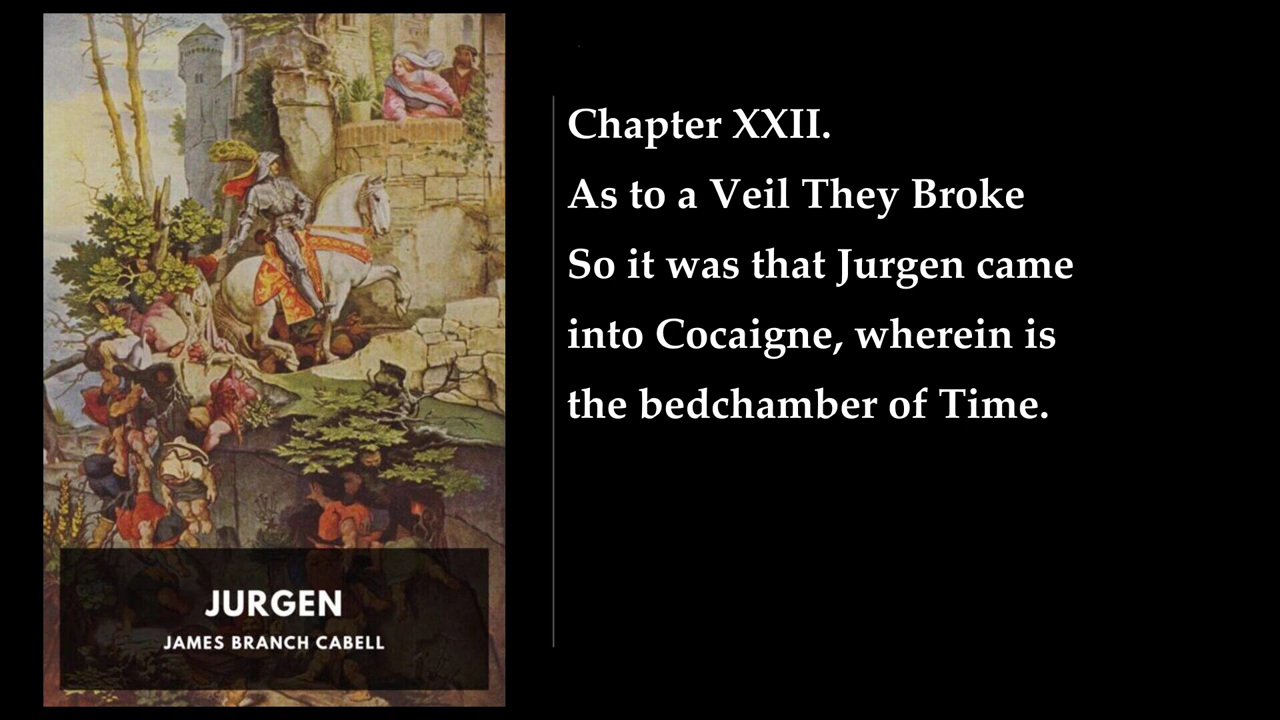 Chapter XXII.
As to a Veil They Broke
So it was that Jurgen came
into Cocaigne, wherein is
the bedchamber of Time.
JURGEN
JAMES BRANCH CABELL